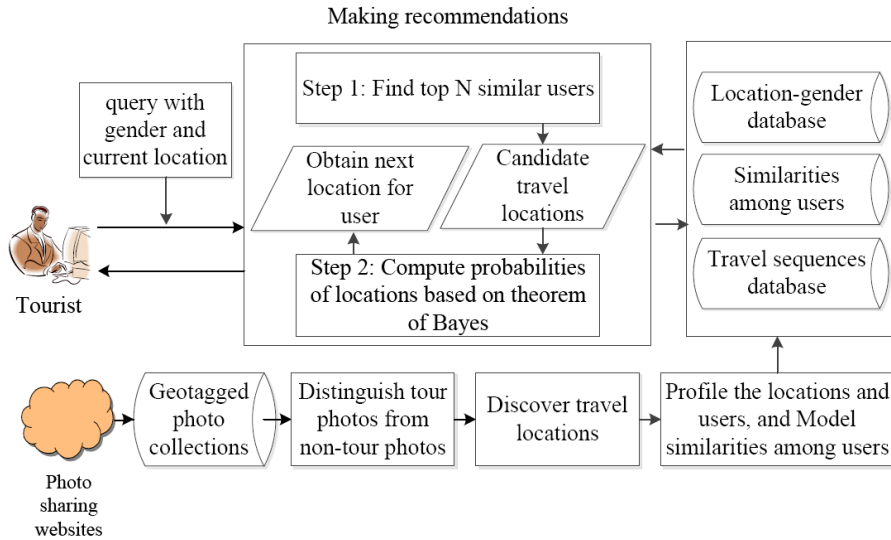 Making recommendations
query with
gender and
current location
Step 1: Find top N similar users
Obtain next
location for
user
Candidate
travel
locations
Step 2: Compute probabilities
of locations based on theorem
of Bayes
Location-gender
database
Similarities
among users
Travel sequences
database
Tourist
Geotagged
photo
collections
Distinguish tour
photos from
non-tour photos
Discover travel
locations
Profile the locations and
users, and Model
similarities among users
Photo
sharing
websites